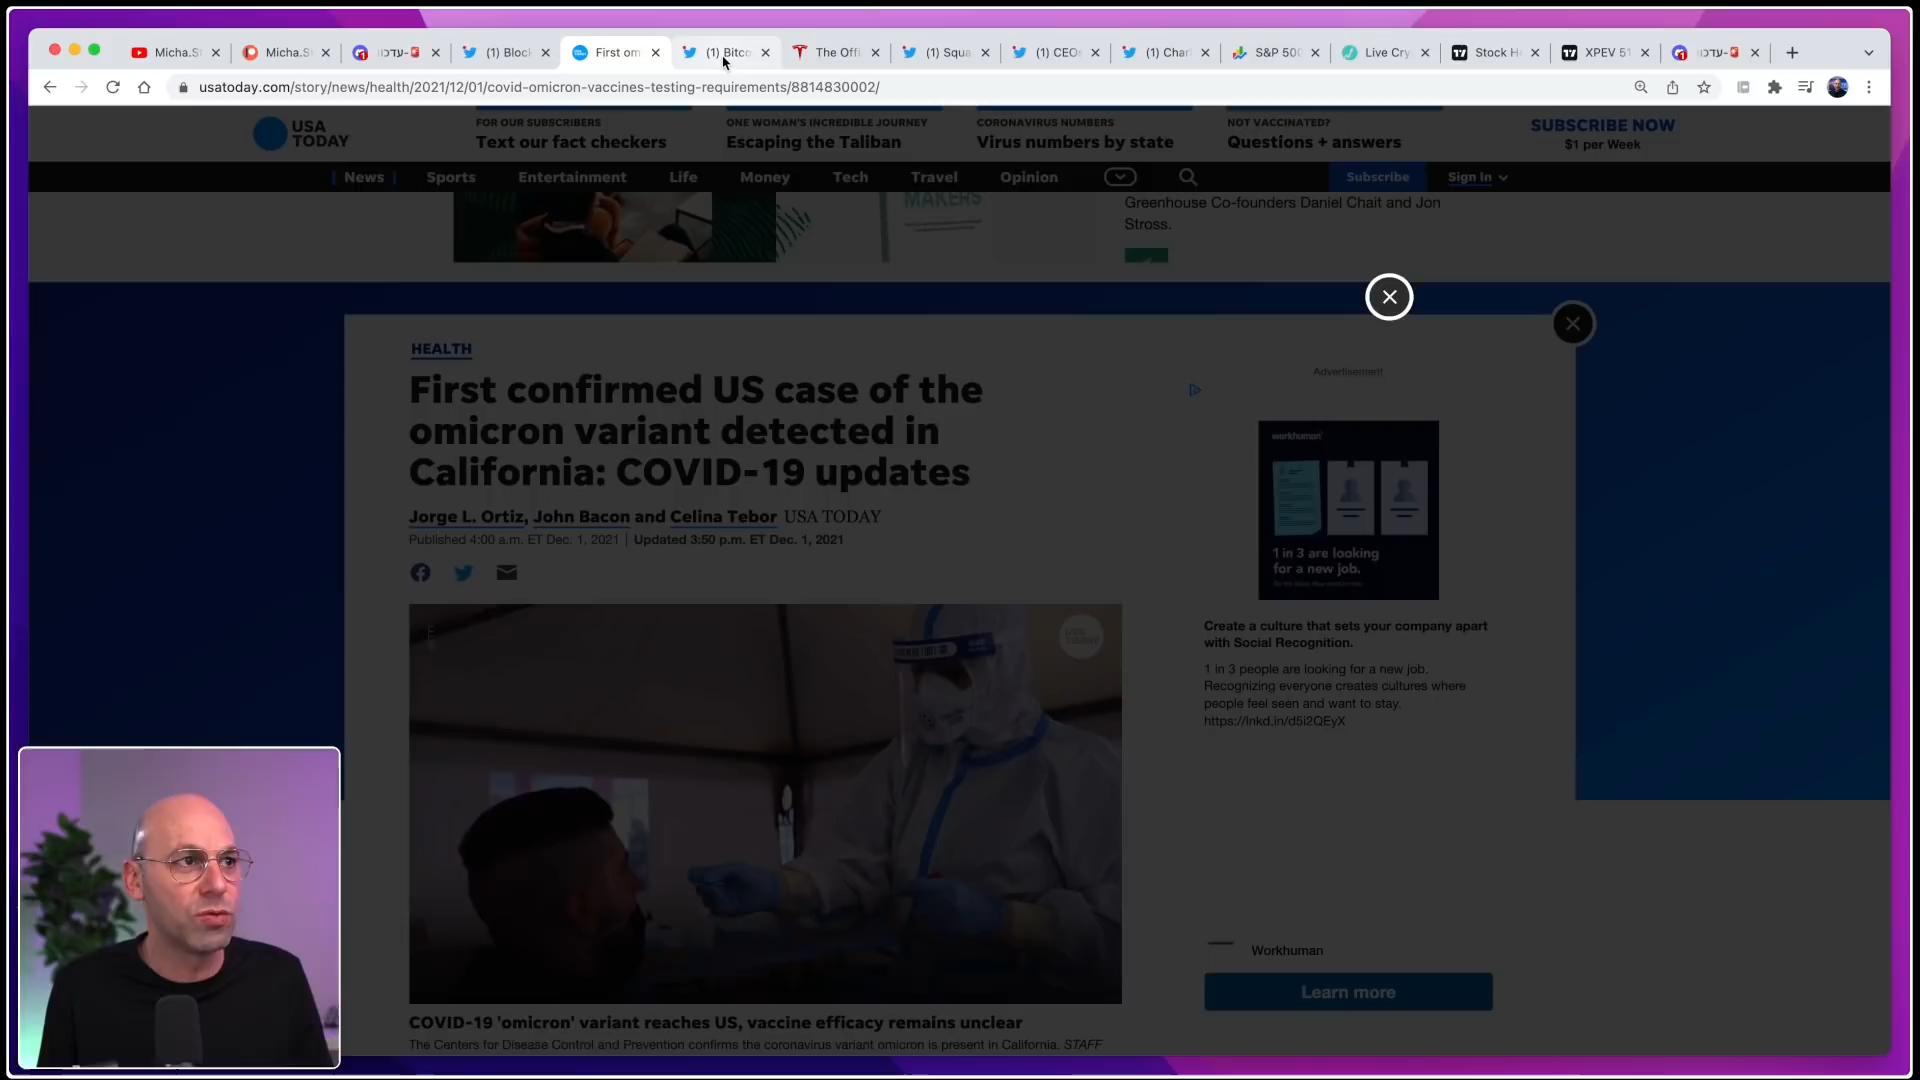 Micha.S
Micha.S
עדכו-
(1) Bloc
First om
(1) Bitco
The Offi
(1) Squa
(1) CEO
(1) Char
S&P 500
Live Cry
Stock H
XPEV 51
עדכו-
usatoday.com/story/news/health/2021/12/01/covid-omicron-vaccines-testing-requirements/8814830002/
USA
TODAY
FOR OUR SUBSCRIBERS
Text our fact checkers
ONE WOMAN'S INCREDIBLE JOURNEY
Escaping the Taliban
CORONAVIRUS NUMBERS
Virus numbers by state
NOT VACCINATED?
Questions + answers
SUBSCRIBE NOW
$1 per Week
News
Sports
Entertainment
Life
Money
Tech
Travel
Opinion
Subscribe
Sign In
MAKERS
Greenhouse Co-founders Daniel Chait and Jon
Stross.
HEALTH
First confirmed US case of the
omicron variant detected in
California: COVID-19 updates
Jorge L. Ortiz, John Bacon and Celina Tebor USA TODAY
Published 4:00 a.m. ET Dec. 1, 2021 | Updated 3:50 p.m. ET Dec. 1, 2021
USA
TODAY
COVID-19 'omicron' variant reaches US, vaccine efficacy remains unclear
The Centers for Disease Control and Prevention confirms the coronavirus variant omicron is present in California. STAFF
Advertisement
workhuman
1 in 3 are looking
for a new job.
Create a culture that sets your company apart
with Social Recognition.
1 in 3 people are looking for a new job.
Recognizing everyone creates cultures where
people feel seen and want to stay.
https://lnkd.in/d5i2QEyX
Workhuman
Learn more